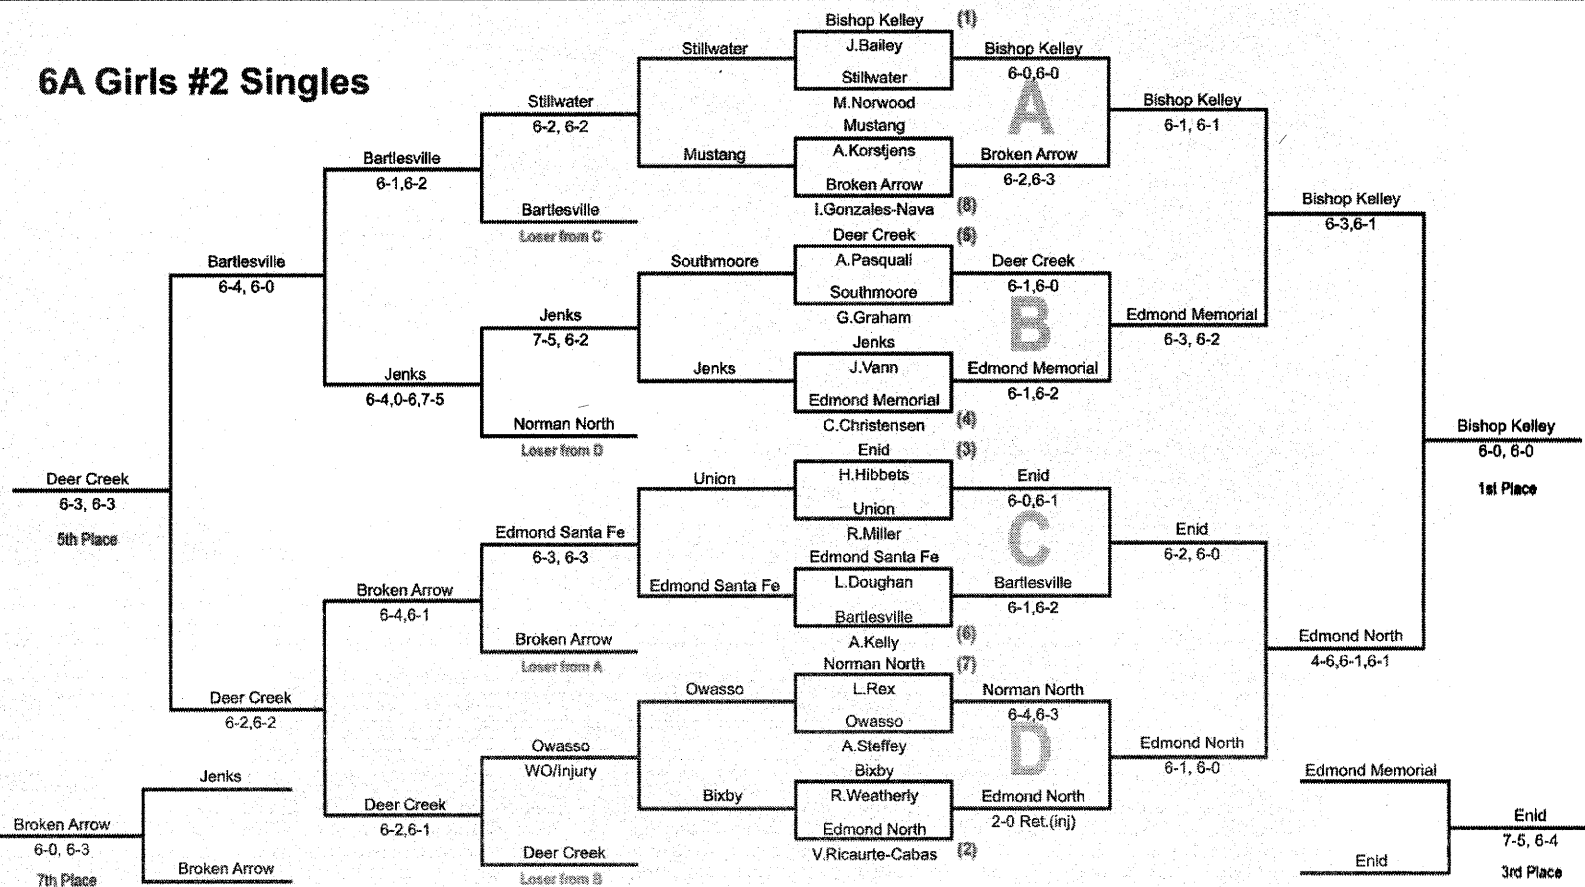 6A Girls #2 Singles
Bishop Kelley (1)
J.Bailey
Stillwater
M.Norwood
Mustang
A.Korstjens
Broken Arrow
I.Gonzales-Nava (8)
Deer Creek (5)
A.Pasquali
Southmoore
G.Graham
Jenks
J.Vann
Edmond Memorial
C.Christensen (4)
Enid (3)
H.Hibbets
Union
R.Miller
Edmond Santa Fe
L.Doughan
Bartlesville
A.Kelly (6)
Norman North (7)
L.Rex
Owasso
A.Steffey
Bixby
R.Weatherly
Edmond North
V.Ricaurte-Cabas (2)
Bishop Kelley
6-0,6-0
A
Broken Arrow
6-2,6-3
Deer Creek
6-1,6-0
B
Edmond Memorial
6-1,6-2
Enid
6-0,6-1
C
Bartlesville
6-1,6-2
Norman North
6-4,6-3
D
Edmond North
2-0 Ret.(inj)
Bishop Kelley
6-1, 6-1
Edmond Memorial
6-3, 6-2
Enid
6-2, 6-0
Edmond North
6-1, 6-0
Bishop Kelley
6-3,6-1
Edmond North
4-6,6-1,6-1
Bishop Kelley
6-0, 6-0
1st Place
Edmond Memorial
Enid
Enid
7-5, 6-4
3rd Place
Stillwater
Mustang
Southmoore
Jenks
Union
Edmond Santa Fe
Owasso
Bixby
Stillwater
6-2, 6-2
Bartlesville
Loser from C
Jenks
7-5, 6-2
Norman North
Loser from D
Edmond Santa Fe
6-3, 6-3
Broken Arrow
Loser from A
Owasso
WO/Injury
Deer Creek
Loser from B
Bartlesville
6-1,6-2
Jenks
6-4,0-6,7-5
Broken Arrow
6-4,6-1
Deer Creek
6-2,6-1
Bartlesville
6-4, 6-0
Deer Creek
6-2,6-2
Deer Creek
6-3, 6-3
5th Place
Jenks
Broken Arrow
Broken Arrow
6-0, 6-3
7th Place